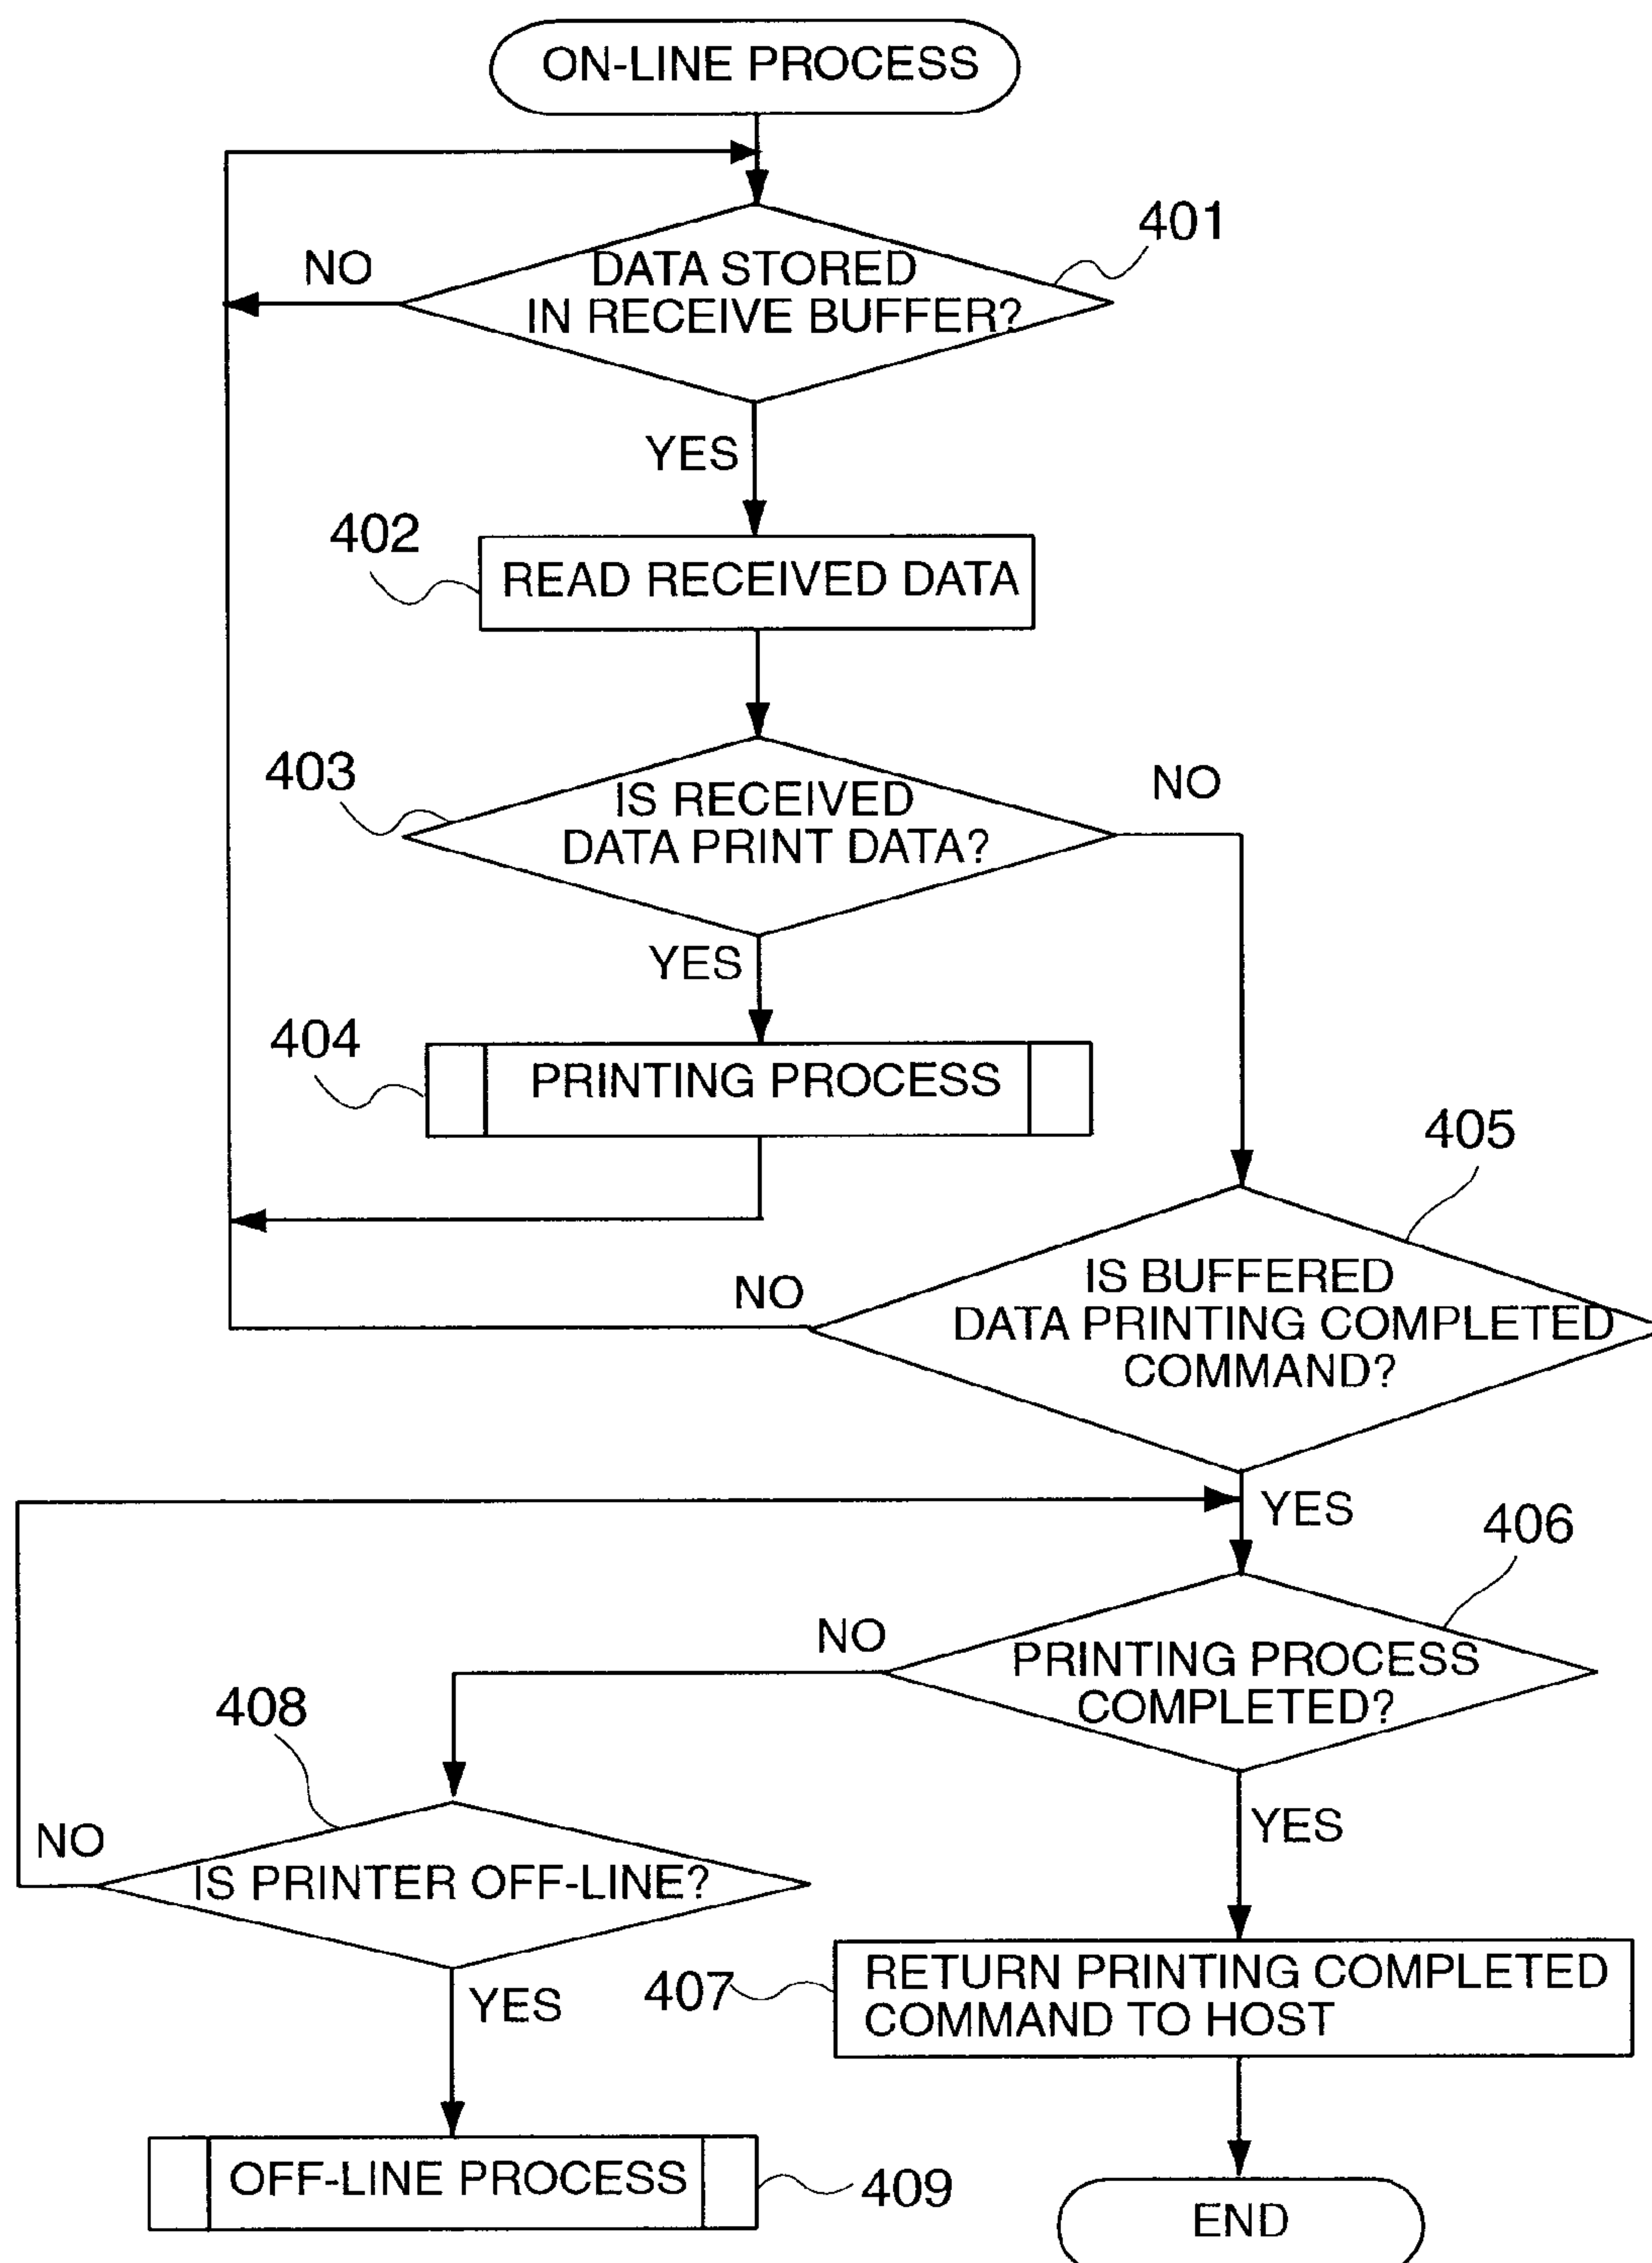 ON-LINE PROCESS
401
NO
DATA STORED
IN RECEIVE BUFFER?
YES
402
READ RECEIVED DATA
403
NO
IS RECEIVED
DATA PRINT DATA?
YES
404
PRINTING PROCESS
405
NO
IS BUFFERED
DATA PRINTING COMPLETED
COMMAND?
YES
406
NO
PRINTING PROCESS
COMPLETED?
408
YES
NO
IS PRINTER OFF-LINE?
YES
407
RETURN PRINTING COMPLETED
COMMAND TO HOST
OFF-LINE PROCESS
409
END